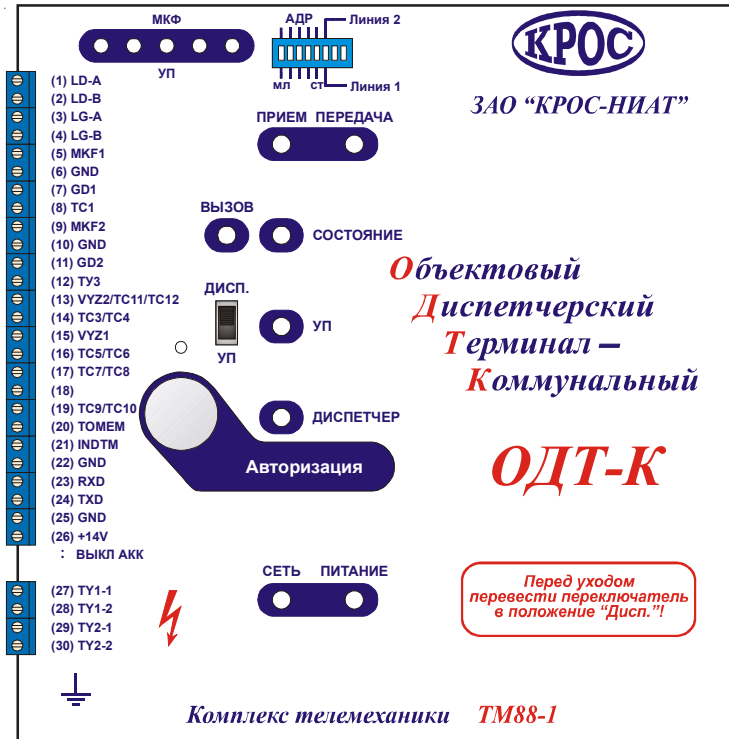 МКФ
УП
АДР
Линия 2
МЛ
СТ
Линия 1
КРОС
ЗАО “КРОС-НИАТ”
(1) LD-A
(2) LD-B
(3) LG-A
(4) LG-B
(5) MKF1
(6) GND
(7) GD1
(8) TC1
(9) MKF2
(10) GND
(11) GD2
(12) ТУ3
(13) VYZ2/TC11/TC12
(14) TC3/TC4
(15) VYZ1
(16) TC5/TC6
(17) TC7/TC8
(18)
(19) TC9/TC10
(20) TOMEM
(21) INDTM
(22) GND
(23) RXD
(24) TXD
(25) GND
(26) +14V
: ВЫКЛ АКК
(27) TY1-1
(28) TY1-2
(29) TY2-1
(30) TY2-2
ПРИЕМ ПЕРЕДАЧА
ВЫЗОВ
СОСТОЯНИЕ
ДИСП.
УП
УП
ДИСПЕТЧЕР
Авторизация
СЕТЬ ПИТАНИЕ
Объектовый
Диспетчерский
Терминал –
Коммунальный
ОДТ-К
Перед уходом
перевести переключатель
в положение “Дисп.”!
Комплекс телемеханики ТМ88-1